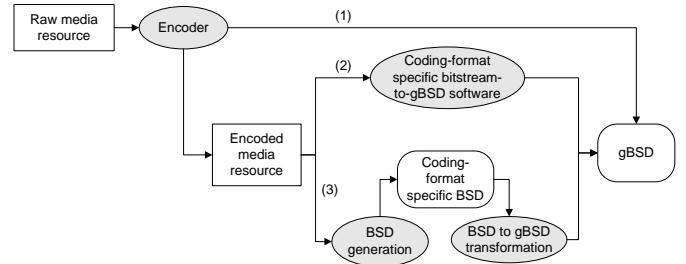 Raw media
resource
Encoder
(1)
(2)
Coding-format
specific bitstream-
to-gBSD software
Encoded
media
resource
gBSD
Coding-
format
specific BSD
(3)
BSD
generation
BSD to gBSD
transformation